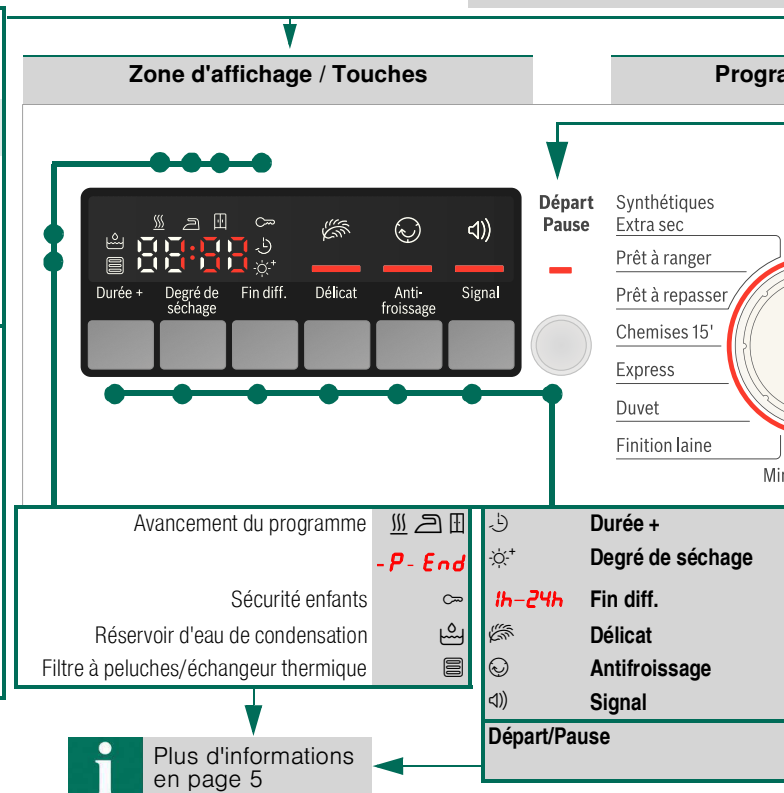 Zone d'affichage / Touches
Départ
Pause
Synthétiques
Extra sec
Prêt à ranger
Prêt à repasser
Chemises 15'
Express
Duvet
Finition laine
88:88
Durée +
Degré de
séchage
Fin diff.
Délicat
Anti-
froissage
Signal
Avancement du programme
-P- End
Sécurité enfants
Réservoir d'eau de condensation
Filtre à peluches/échangeur thermique
Durée +
Degré de séchage
1h-24h Fin diff.
Délicat
Antifroissage
Signal
Départ/Pause
i
Plus d'informations
en page 5